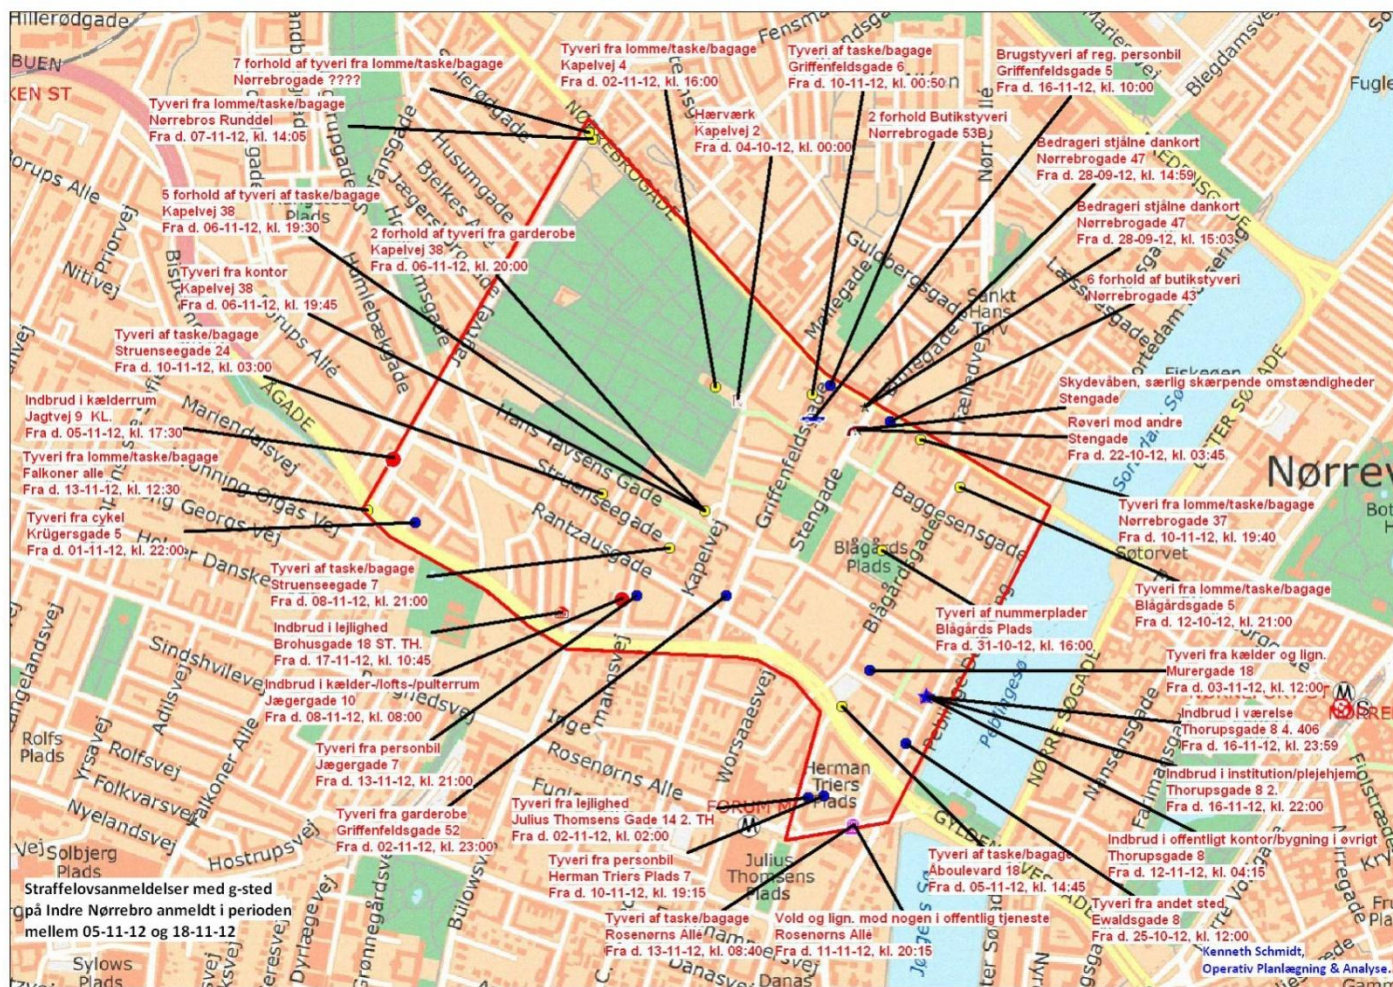 Hillerødgade
BUEN
KEN ST
7 forhold af tyveri fra lomme/taske/bagage
Nørrebrogade ????
Tyveri fra lomme/taske/bagage
Nørrebros Runddel
Fra d. 07-11-12, kl. 14:05
Tyveri fra lomme/taske/bagage
Kapelvej 4
Fra d. 02-11-12, kl. 16:00
Hærværk
Kapelvej 2
Fra d. 04-10-12, kl. 00:00
Tyveri af taske/bagage
Griffenfeldsgade 6
Fra d. 10-11-12, kl. 00:50
2 forhold Butikstyveri
Nørrebrogade 53B
Brugstyveri af reg. personbil
Griffenfeldsgade 5
Fra d. 16-11-12, kl. 10:00
Bedrageri stjålne dankort
Nørrebrogade 47
Fra d. 28-09-12, kl. 14:59
Bedrageri stjålne dankort
Nørrebrogade 47
Fra d. 28-09-12, kl. 15:03
6 forhold af butikstyveri
Nørrebrogade 43
5 forhold af tyveri af taske/bagage
Kapelvej 38
Fra d. 06-11-12, kl. 19:30
2 forhold af tyveri fra garderobe
Kapelvej 38
Fra d. 06-11-12, kl. 20:00
Tyveri fra kontor
Kapelvej 38
Fra d. 06-11-12, kl. 19:45
Tyveri af taske/bagage
Struenseegade 24
Fra d. 10-11-12, kl. 03:00
Indbrud i kælderrum
Jagtvej 9 KL.
Fra d. 05-11-12, kl. 17:30
Tyveri fra lomme/taske/bagage
Falkoner alle
Fra d. 13-11-12, kl. 12:30
Tyveri fra cykel
Krügersgade 5
Fra d. 01-11-12, kl. 22:00
Skydevåben, særlig skærpende omstændigheder
Stengade
Røveri mod andre
Stengade
Fra d. 22-10-12, kl. 03:45
Tyveri fra lomme/taske/bagage
Nørrebrogade 37
Fra d. 10-11-12, kl. 19:40
Tyveri af taske/bagage
Struenseegade 7
Fra d. 08-11-12, kl. 21:00
Tyveri fra lomme/taske/bagage
Blågårdsgade 5
Fra d. 12-10-12, kl. 21:00
Tyveri af nummerplader
Blågårds Plads
Fra d. 31-10-12, kl. 16:00
Indbrud i lejlighed
Brohusgade 18 ST. TH.
Fra d. 17-11-12, kl. 10:45
Tyveri fra kælder og lign.
Murergade 18
Fra d. 03-11-12, kl. 12:00
Indbrud i kælder-/lofts-/pulterrum
Jægergade 10
Fra d. 08-11-12, kl. 08:00
Indbrud i værelse
Thorupsgade 8 4. 406
Fra d. 16-11-12, kl. 23:59
Tyveri fra personbil
Jægergade 7
Fra d. 13-11-12, kl. 21:00
Indbrud i institution/plejehjem
Thorupsgade 8 2.
Fra d. 16-11-12, kl. 22:00
Tyveri fra garderobe
Griffenfeldsgade 52
Fra d. 02-11-12, kl. 23:00
Tyveri fra lejlighed
Julius Thomsens Gade 14 2. TH
Fra d. 02-11-12, kl. 02:00
Indbrud i offentligt kontor/bygning i øvrigt
Thorupsgade 8
Fra d. 12-11-12, kl. 04:15
Tyveri fra personbil
Herman Triers Plads 7
Fra d. 10-11-12, kl. 19:15
Tyveri af taske/bagage
Åboulevard 18
Fra d. 05-11-12, kl. 14:45
Tyveri fra andet sted
Ewaldsgade 8
Fra d. 25-10-12, kl. 12:00
Tyveri af taske/bagage
Rosenørns Allé
Fra d. 13-11-12, kl. 08:40
Vold og lign. mod nogen i offentlig tjeneste
Rosenørns Allé
Fra d. 11-11-12, kl. 20:15
Straffelovsanmeldelser med g-sted
på Indre Nørrebro anmeldt i perioden
mellem 05-11-12 og 18-11-12
Kenneth Schmidt,
Operativ Planlægning & Analyse.
Husumgade
NØRREBROGADE
Guldbergsgade
Møllegade
Sankt
Hans
Torv
Blegdamsvej
Fiskeøen
Priorvej
Nitivej
Humlebækgade
Jagtvej
Mariendalsvej
Hans Tavsens Gade
Struenseegade
Rantzausgade
Kapelvej
Griffenfeldsgade
Stengade
Baggesensgade
Blågårds
Plads
Blågårdsgade
Søtorvet
Nørrev
Peblingesø
NØRRE SØGADE
Nansensgade
Sindshilevej
Adilsvej
Yrsavej
Rolfs
Plads
Rolfsvej
Folkvarsvej
Nyelandsvej
Falkoner Alle
Hostrupsvej
Solbjerg
Plads
Sylows
Plads
Bülowsvej
Rosenørns Alle
Worsaaasvej
Herman
Triers
Plads
FORUM M
Julius
Thomsens
Plads
Danasvej
Danas